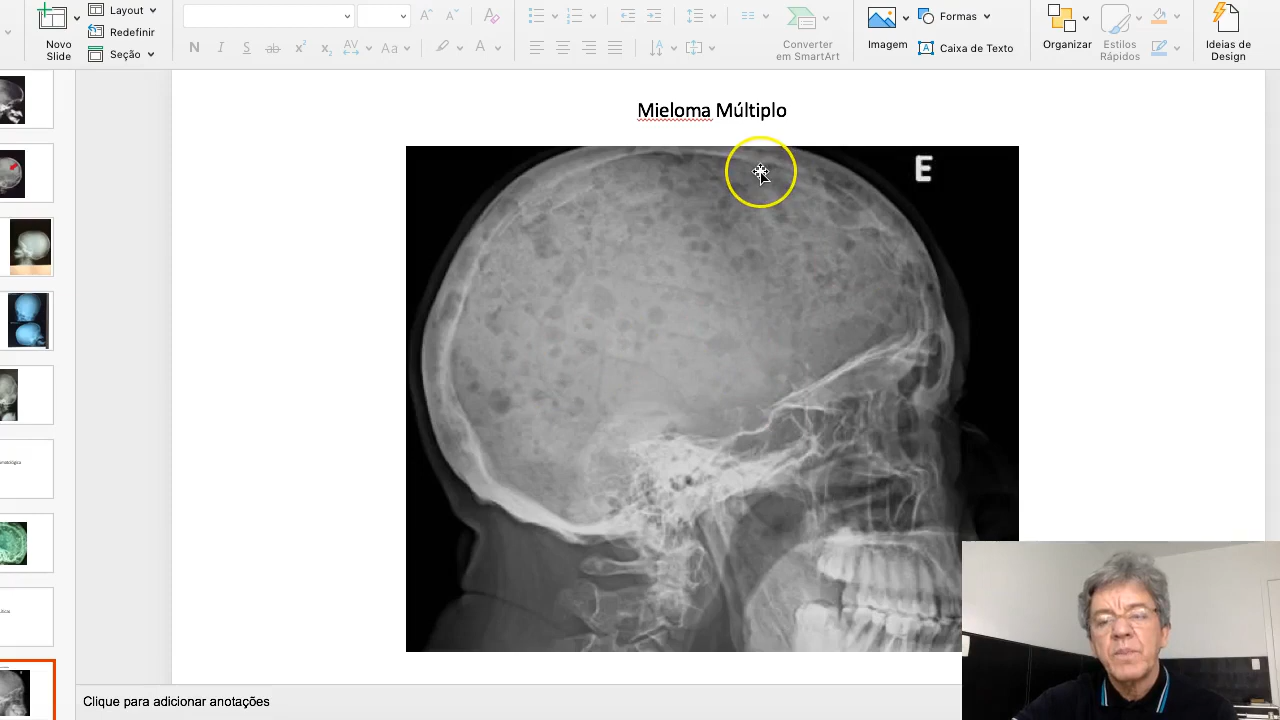 Layout
Redefinir
Novo
Slide
Seção
N I S ab x² x₂ AV Aa A
Converter
em SmartArt
Imagem
Formas
Caixa de Texto
Organizar
Estilos
Rápidos
Ideias de
Design
Mieloma Múltiplo
E
Clique para adicionar anotações